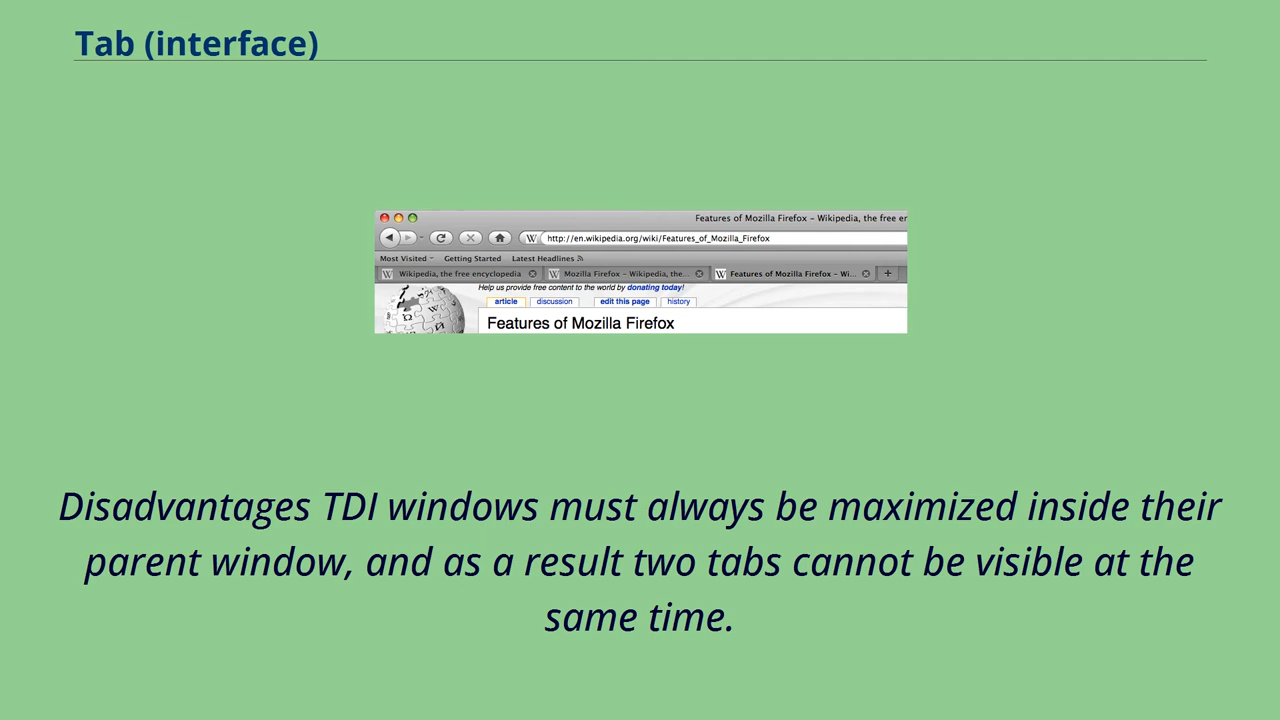 Tab (interface)
Features of Mozilla Firefox – Wikipedia, the free en
W http://en.wikipedia.org/wiki/Features_of_Mozilla_Firefox
Most Visited Getting Started Latest Headlines
W Wikipedia, the free encyclopedia W Mozilla Firefox – Wikipedia, the... W Features of Mozilla Firefox – Wi... +
Help us provide free content to the world by donating today!
article discussion edit this page history
Features of Mozilla Firefox
Disadvantages TDI windows must always be maximized inside their
parent window, and as a result two tabs cannot be visible at the
same time.